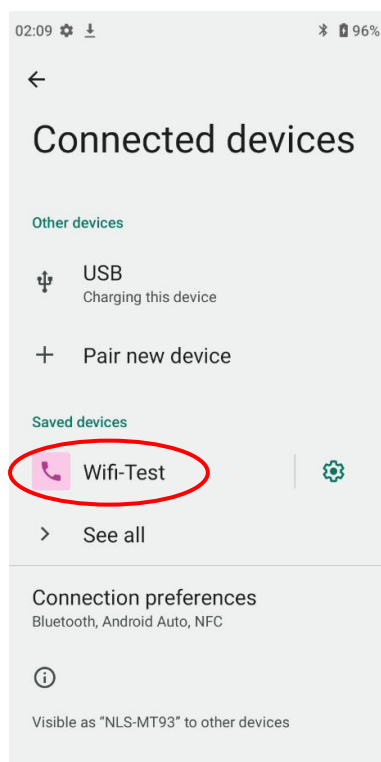 02:09 96%
Connected devices
Other devices
USB
Charging this device
Pair new device
Saved devices
Wifi-Test
See all
Connection preferences
Bluetooth, Android Auto, NFC
Visible as “NLS-MT93” to other devices